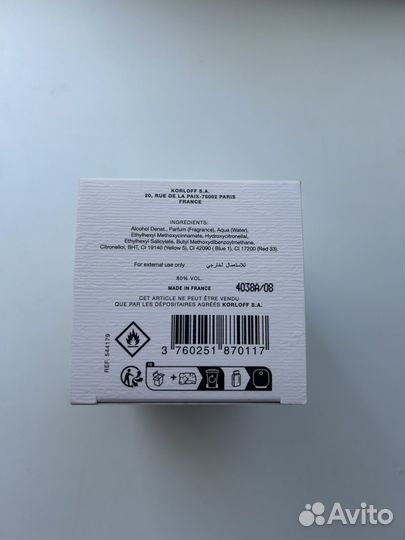 KORLOFF S.A.
20, RUE DE LA PAIX-75002 PARIS
FRANCE
INGREDIENTS:
Alcohol Denat., Parfum (Fragrance), Aqua (Water),
Ethylhexyl Methoxycinnamate, Hydroxycitronellal,
Ethylhexyl Salicylate, Butyl Methoxydibenzoylmethane,
Citronellol, BHT, CI 19140 (Yellow 5), CI 42090 ( Blue 1), CI 17200 (Red 33).
For external use only للاستعمال لخارجي
80% VOL.
MADE IN FRANCE
4038A/08
CET ARTICLE NE PEUT ÊTRE VENDU
QUE PAR LES DÉPOSITAIRES AGRÉÉS KORLOFF S.A.
REF: 544179
3 760251 870117
FR
+
Avito